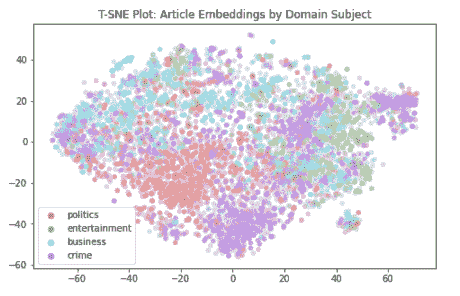 T-SNE Plot: Article Embeddings by Domain Subject
40
20
0
−20
−40
−60
politics
entertainment
business
crime
−60 −40 −20 0 20 40 60